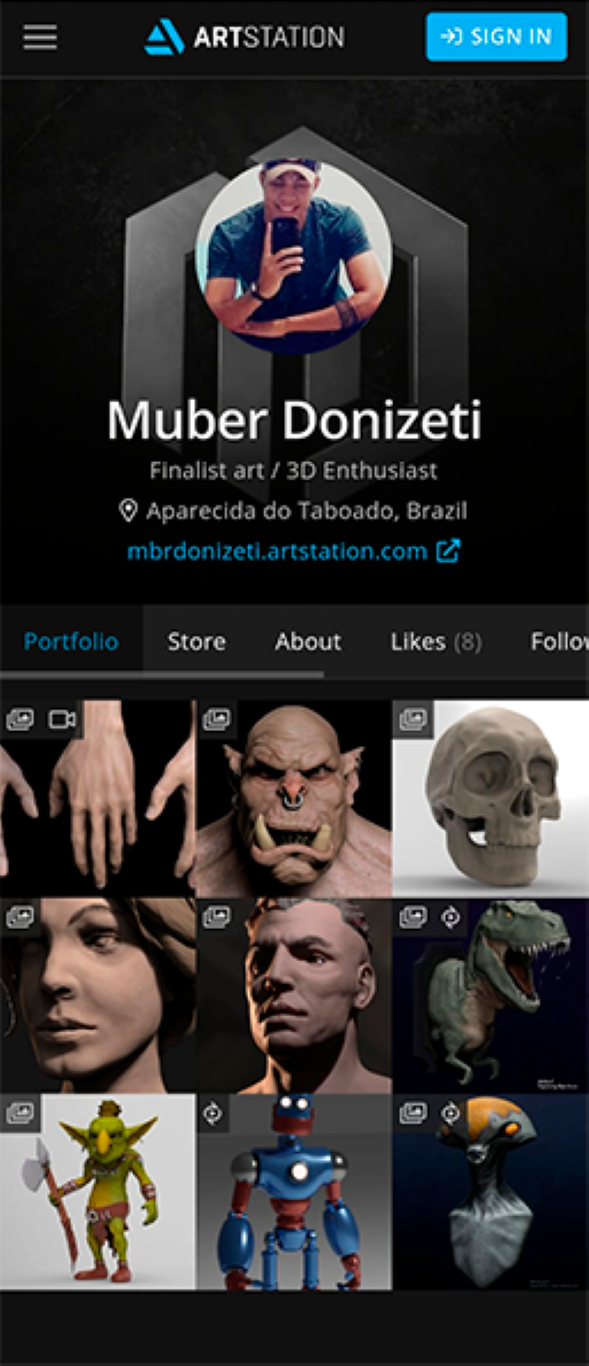 ARTSTATION
SIGN IN
Muber Donizeti
Finalist art / 3D Enthusiast
Aparecida do Taboado, Brazil
mbrdonizeti.artstation.com
Portfolio Store About Likes (8) Follow